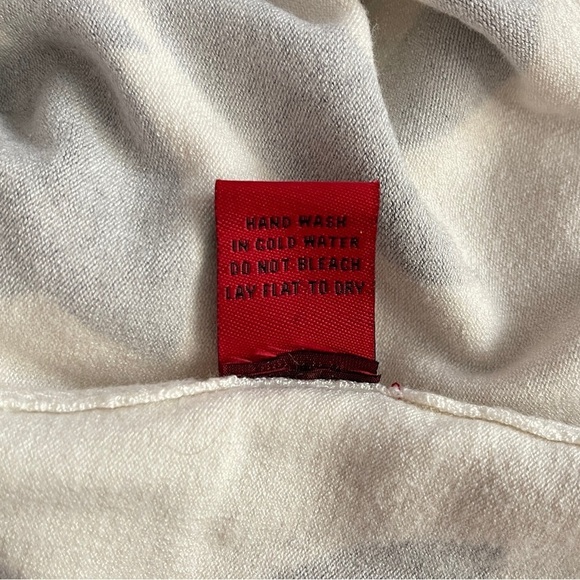 HAND WASH
IN COLD WATER
DO NOT BLEACH
LAY FLAT TO DRY